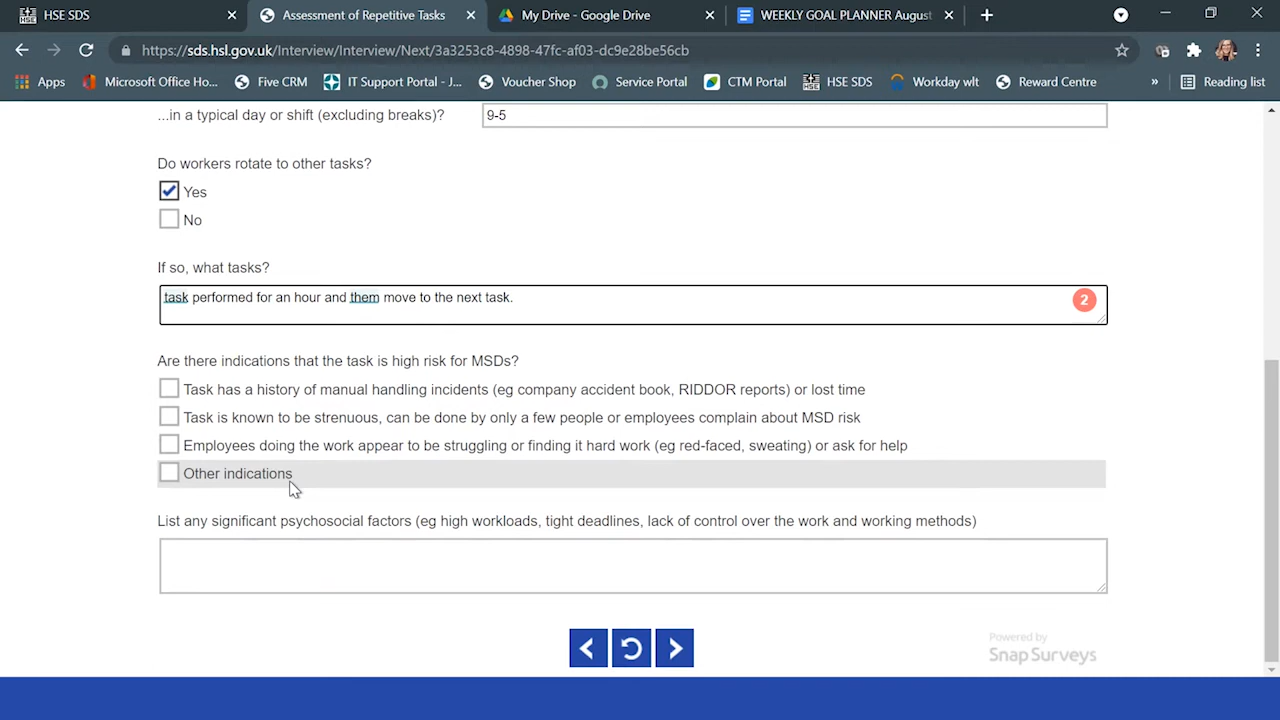 HSE SDS
Assessment of Repetitive Tasks
My Drive - Google Drive
WEEKLY GOAL PLANNER August
https://sds.hsl.gov.uk/Interview/Interview/Next/3a3253c8-4898-47fc-af03-dc9e28be56cb
Apps
Microsoft Office Ho...
Five CRM
IT Support Portal - J...
Voucher Shop
Service Portal
CTM Portal
HSE SDS
Workday wlt
Reward Centre
»
Reading list
...in a typical day or shift (excluding breaks)?
9-5
Do workers rotate to other tasks?
Yes
No
If so, what tasks?
task performed for an hour and them move to the next task.
2
Are there indications that the task is high risk for MSDs?
Task has a history of manual handling incidents (eg company accident book, RIDDOR reports) or lost time
Task is known to be strenuous, can be done by only a few people or employees complain about MSD risk
Employees doing the work appear to be struggling or finding it hard work (eg red-faced, sweating) or ask for help
Other indications
List any significant psychosocial factors (eg high workloads, tight deadlines, lack of control over the work and working methods)
Powered by
SnapSurveys